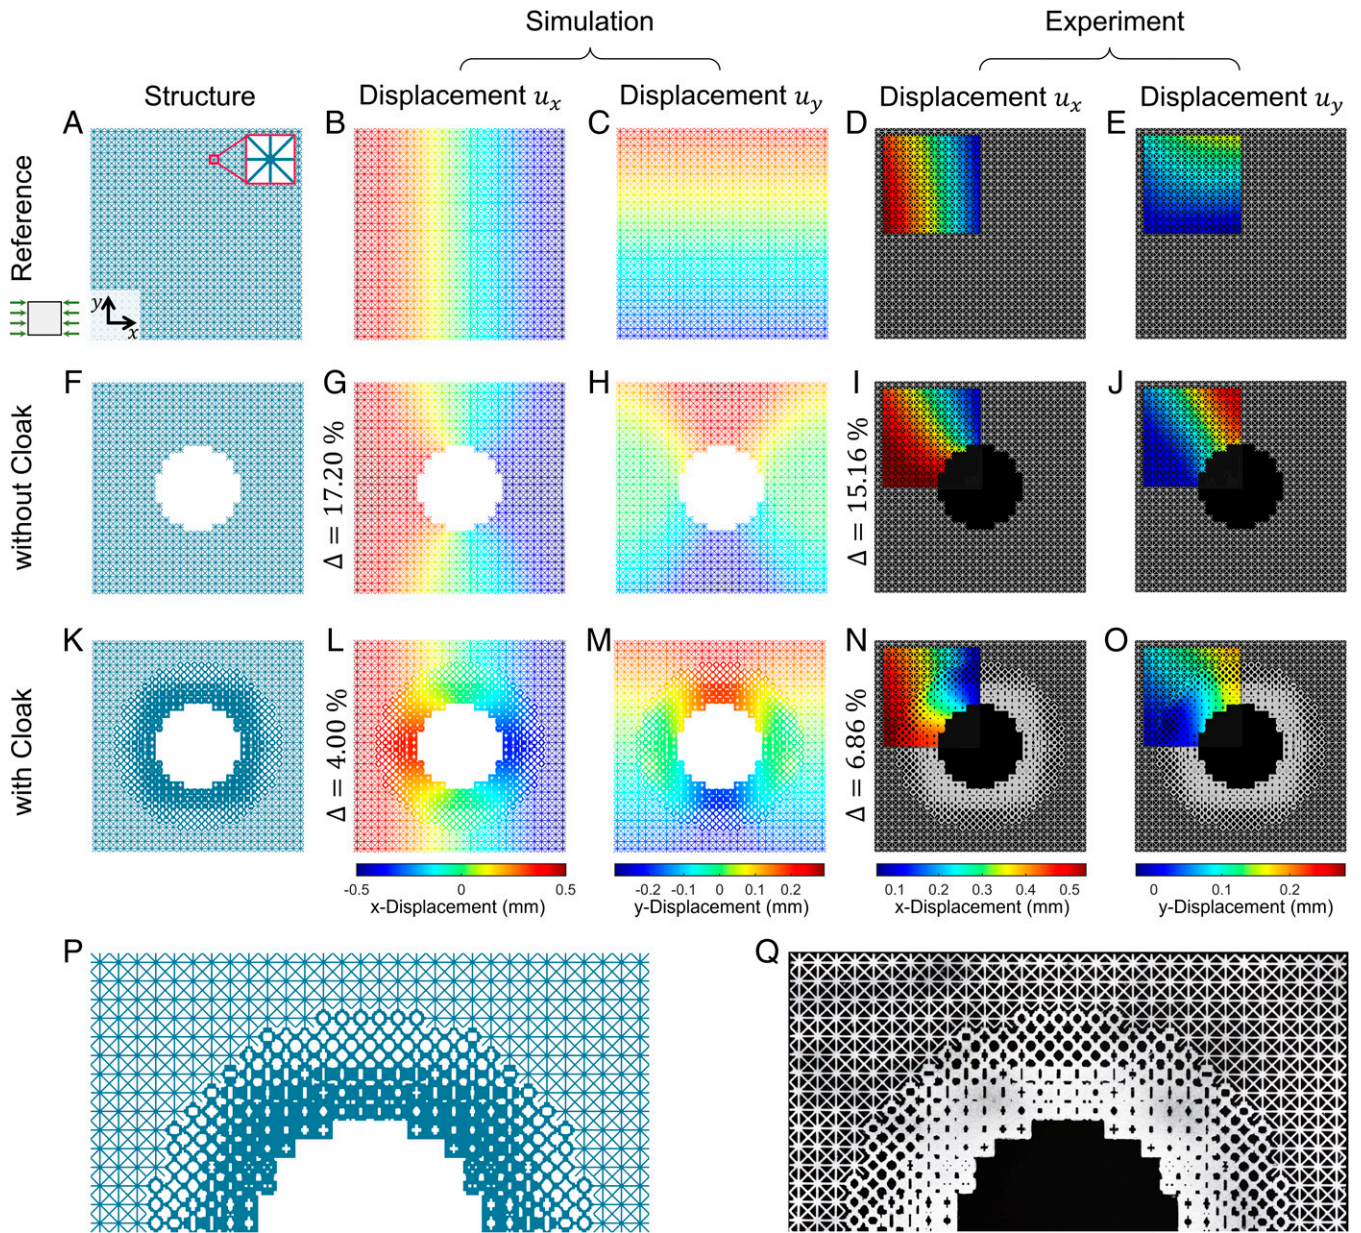 Simulation
Experiment
Structure
Displacement u_x
Displacement u_y
Displacement u_x
Displacement u_y
Reference
A
B
C
D
E
y
x
without Cloak
F
G
Δ = 17.20 %
H
I
Δ = 15.16 %
J
with Cloak
K
L
Δ = 4.00 %
M
N
Δ = 6.86 %
O
-0.5 0 0.5
x-Displacement (mm)
-0.2 -0.1 0 0.1 0.2
y-Displacement (mm)
0.1 0.2 0.3 0.4 0.5
x-Displacement (mm)
0 0.1 0.2
y-Displacement (mm)
P
Q